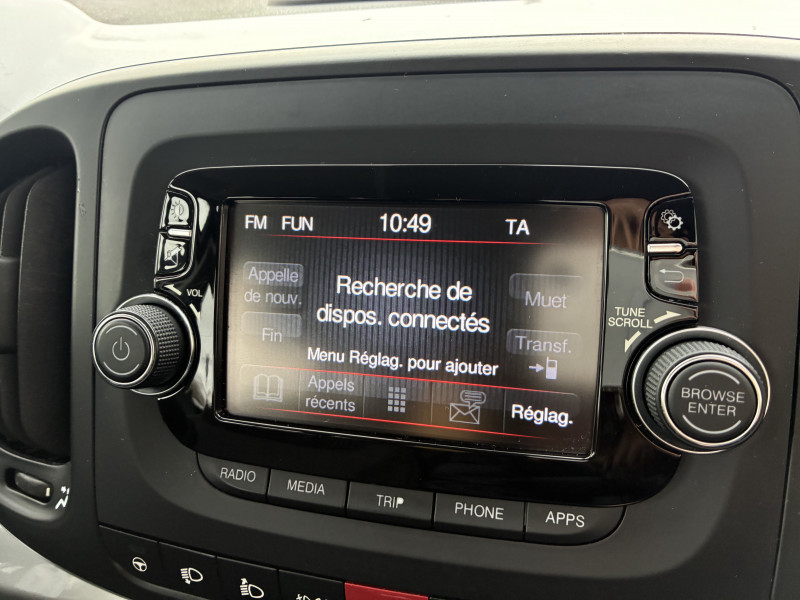 FM FUN 10:49 TA
Appelle
de nouv.
Recherche de
dispos. connectés
Muet
Fin
Transf.
Menu Réglag. pour ajouter
Appels
récents
Réglag.
VOL
TUNE
SCROLL
BROWSE
ENTER
RADIO MEDIA TRIP PHONE APPS